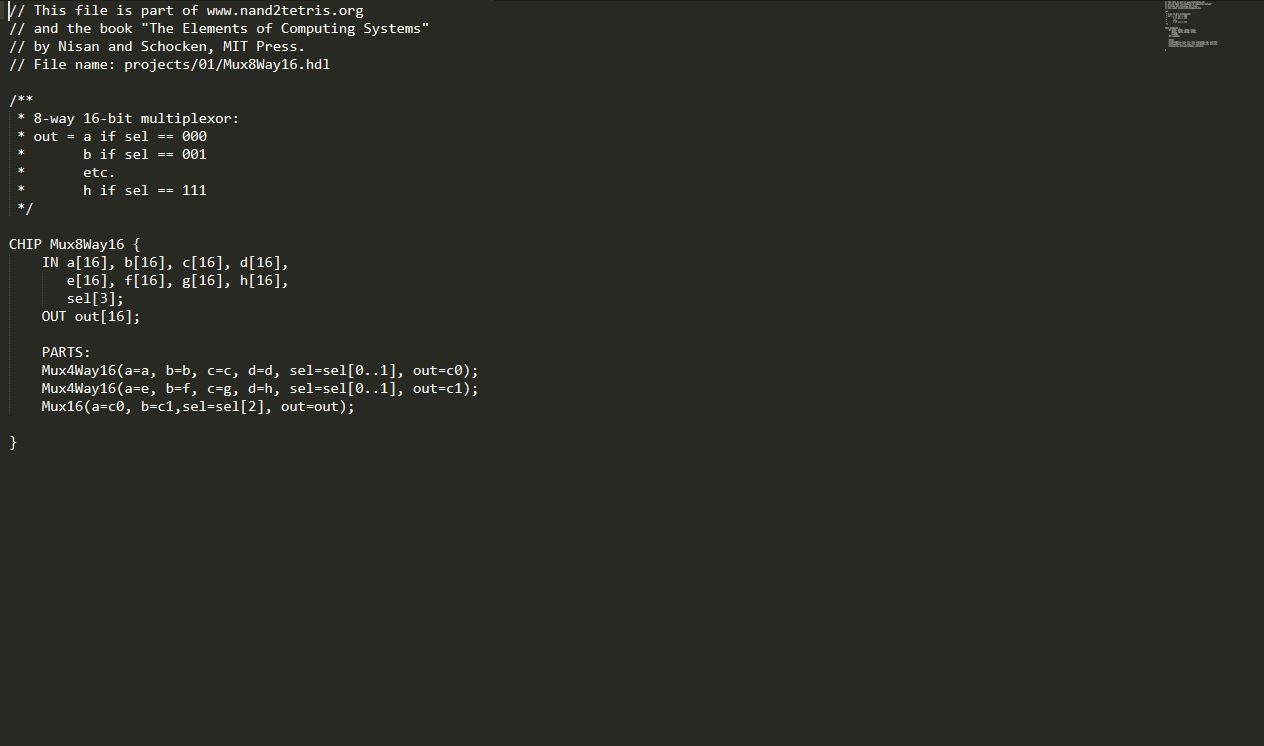 // This file is part of www.nand2tetris.org
// and the book "The Elements of Computing Systems"
// by Nisan and Schocken, MIT Press.
// File name: projects/01/Mux8Way16.hdl

/**
 * 8-way 16-bit multiplexor:
 * out = a if sel == 000
 *       b if sel == 001
 *       etc.
 *       h if sel == 111
 */

CHIP Mux8Way16 {
    IN a[16], b[16], c[16], d[16],
       e[16], f[16], g[16], h[16],
       sel[3];
    OUT out[16];

    PARTS:
    Mux4Way16(a=a, b=b, c=c, d=d, sel=sel[0..1], out=c0);
    Mux4Way16(a=e, b=f, c=g, d=h, sel=sel[0..1], out=c1);
    Mux16(a=c0, b=c1,sel=sel[2], out=out);

}